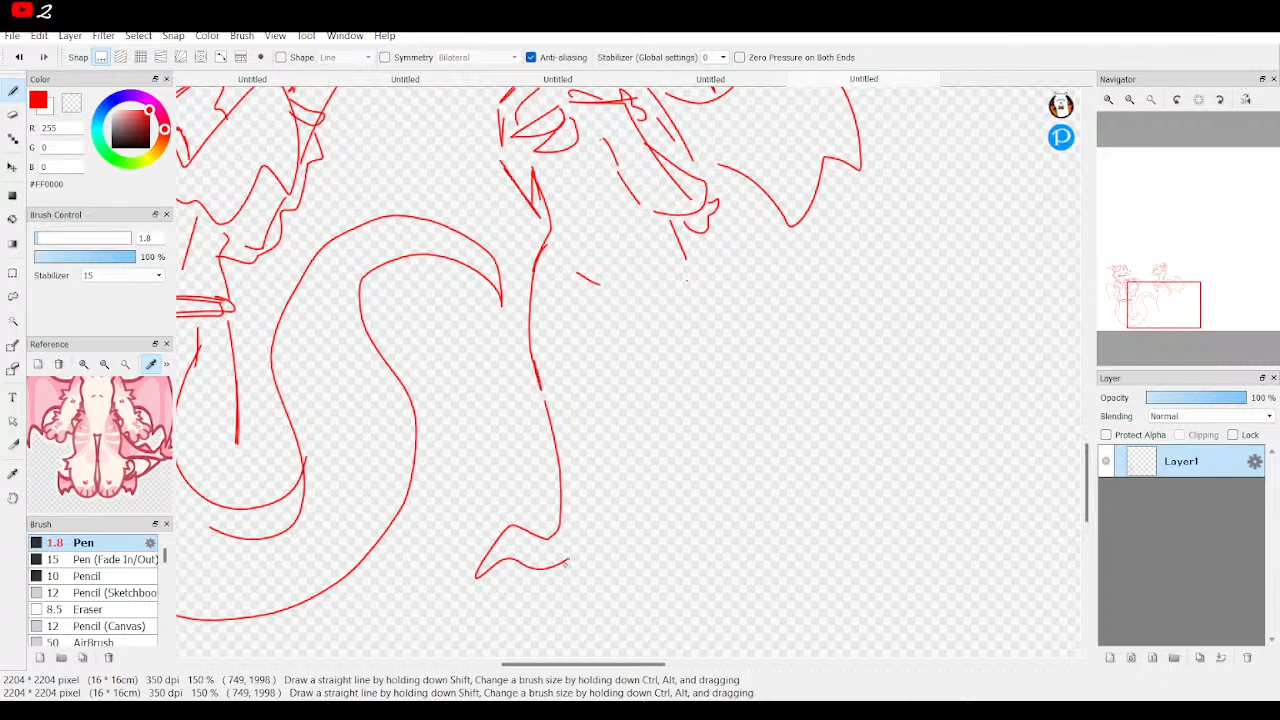 2
File Edit Layer Filter Select Snap Color Brush View Tool Window Help
Snap Shape Line Symmetry Bilateral Anti-aliasing Stabilizer (Global settings) 0 Zero Pressure on Both Ends
Color
Untitled Untitled Untitled Untitled Untitled
Navigator
R 255
G 0
B 0
#FF0000
Brush Control
1.8
100 %
Stabilizer 15
Reference
Layer
Opacity 100 %
Blending Normal
Protect Alpha Clipping Lock
Layer1
Brush
1.8 Pen
15 Pen (Fade In/Out)
10 Pencil
12 Pencil (Sketchboo
8.5 Eraser
12 Pencil (Canvas)
50 AirBrush
2204 * 2204 pixel (16 * 16cm) 350 dpi 150 % ( 749, 1998 ) Draw a straight line by holding down Shift, Change a brush size by holding down Ctrl, Alt, and dragging
2204 * 2204 pixel (16 * 16cm) 350 dpi 150 % ( 749, 1998 ) Draw a straight line by holding down Shift, Change a brush size by holding down Ctrl, Alt, and dragging